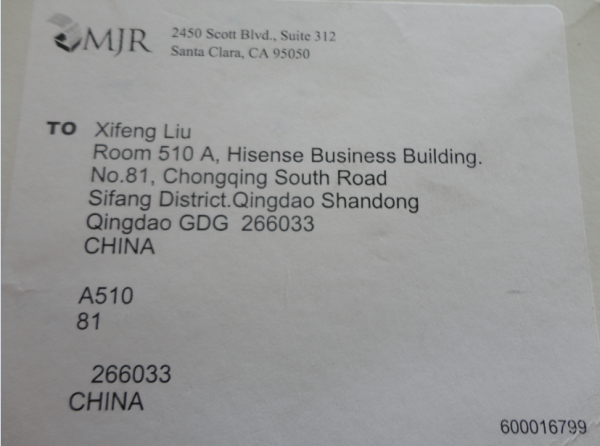 MJR
2450 Scott Blvd., Suite 312
Santa Clara, CA 95050
TO Xifeng Liu
Room 510 A, Hisense Business Building.
No.81, Chongqing South Road
Sifang District.Qingdao Shandong
Qingdao GDG 266033
CHINA
A510
81
266033
CHINA
600016799